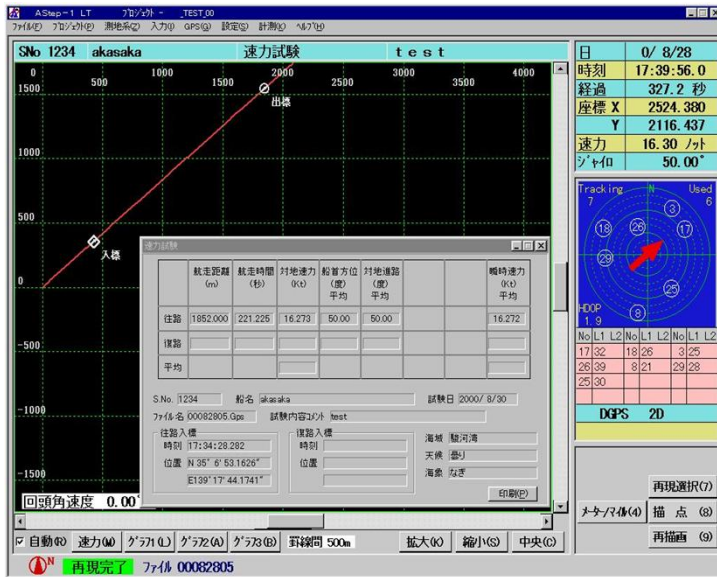 AStep-1 LT プロジェクト - _TEST_00
ファイル(F) プロジェクト(P) 測地系(Z) 入力(I) GPS(G) 設定(S) 計測(K) ヘルプ(H)
SNo 1234 akasaka 速力試験 test
0 500 1000 1500 2000 2500 3000 3500 4000
1500
1000
500
0
-500
-1000
-1500
出標
入標
回頭角速度 0.00°
速力試験
航走距離 (m) 航走時間 (秒) 対地速力 (Kt) 船首方位 (度) 平均 対地進路 (度) 平均 瞬時速力 (Kt) 平均
往路 1852.000 221.225 16.273 50.00 50.00 16.272
復路
平均
S.No. 1234 船名 akasaka 試験日 2000/ 8/30
ファイル名 00082805.Gps 試験内容コメント test
往路入標 復路入標
時刻 17:34:28.282 時刻
位置 N 35° 6' 53.1626" 位置
E139°17' 44.1741"
海域 駿河湾
天候 曇り
海象 なぎ
印刷(P)
日 0/ 8/28
時刻 17:39:56.0
経過 327.2 秒
座標 X 2524.380
Y 2116.437
速力 16.30 ノット
ジャイロ 50.00°
Tracking 7 N Used 6
3
18 26 17
29
25
8
HDOP
1.9
No L1 L2 No L1 L2 No L1 L2
17 32 18 26 3 25
26 39 8 21 29 28
25 30
DGPS 2D
再現選択(7)
メーター/マイル(4) 描 点 (8)
再描画 (9)
自動(R) 速力(M) グラフ1(L) グラフ2(A) グラフ3(B) 罫線間 500m 拡大(K) 縮小(S) 中央(C)
N 再現完了 ファイル 00082805